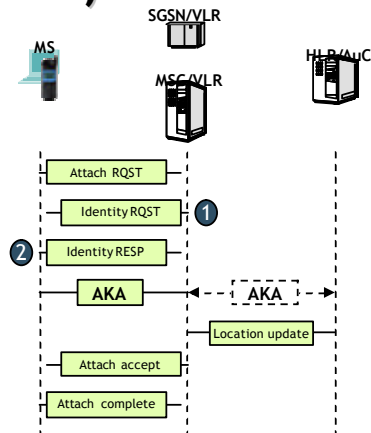 SGSN/VLR
MS
HLR/AuC
MSC/VLR
Attach RQST
Identity RQST
1
2
Identity RESP
AKA
AKA
Location update
Attach accept
Attach complete